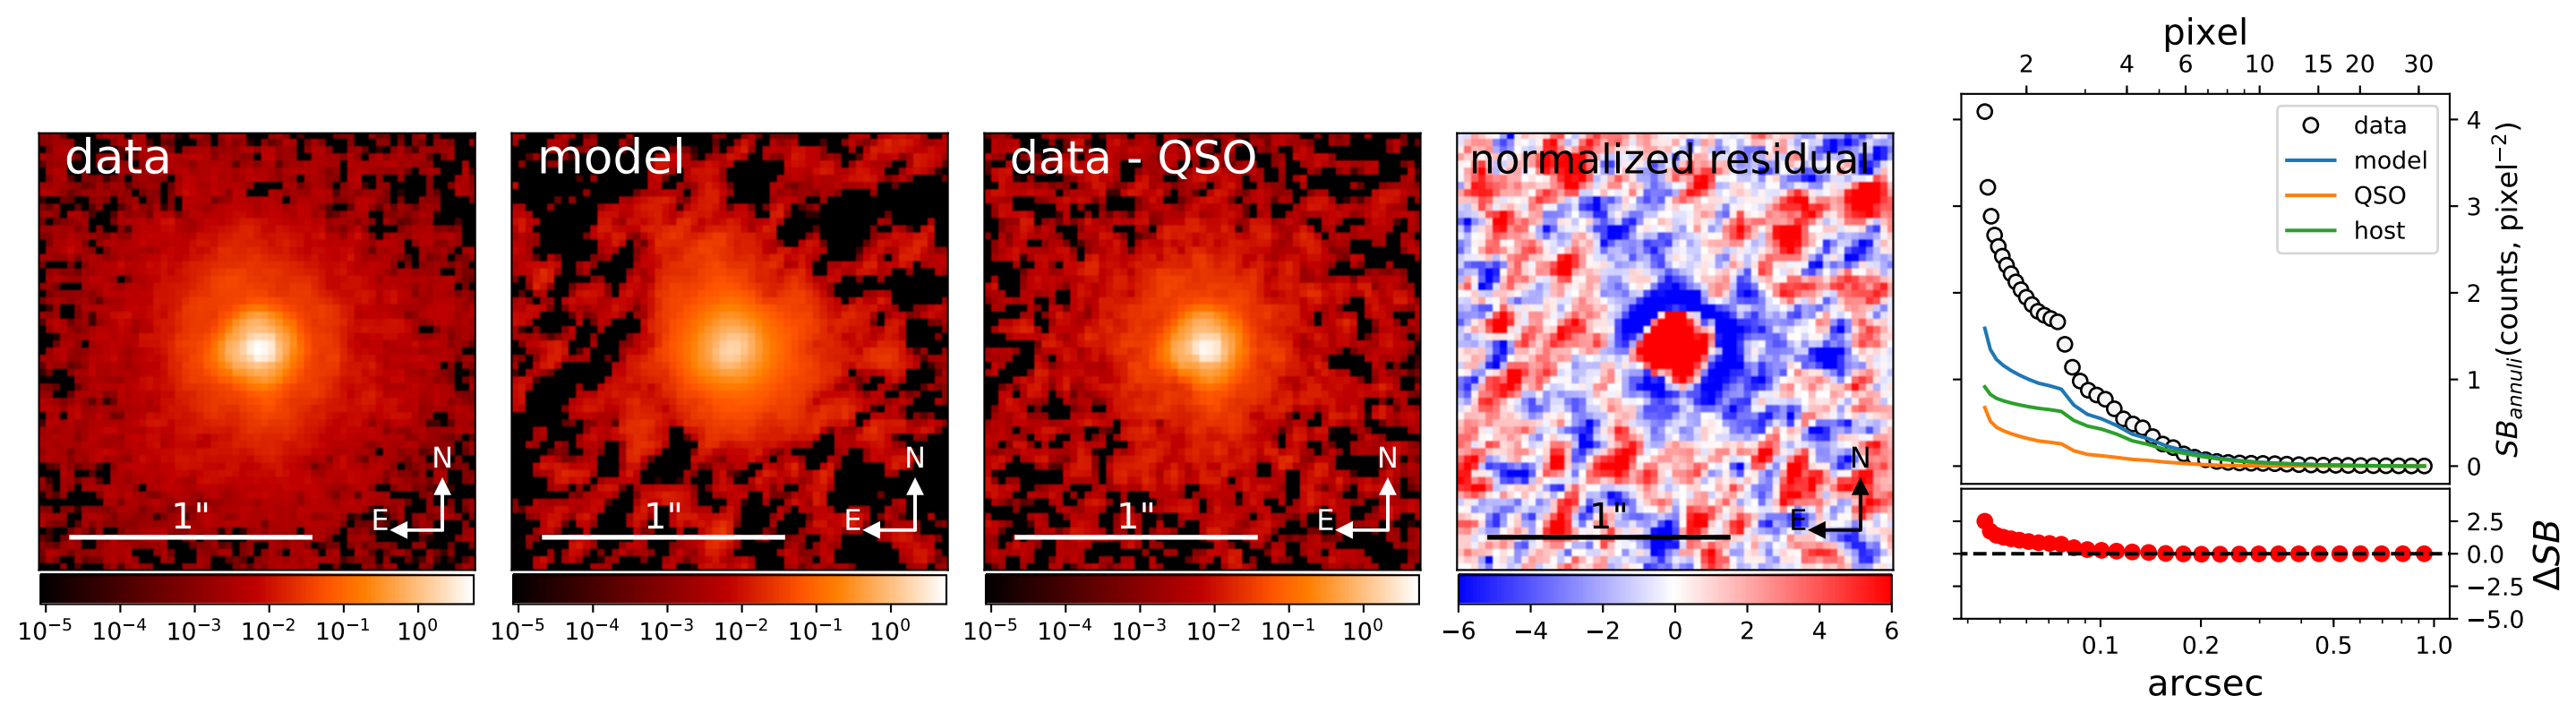 data
N
E
1"
10⁻⁵ 10⁻⁴ 10⁻³ 10⁻² 10⁻¹ 10⁰
model
N
E
1"
10⁻⁵ 10⁻⁴ 10⁻³ 10⁻² 10⁻¹ 10⁰
data - QSO
N
E
1"
10⁻⁵ 10⁻⁴ 10⁻³ 10⁻² 10⁻¹ 10⁰
normalized residual
N
E
1"
−6 −4 −2 0 2 4 6
pixel
2 4 6 10 15 20 30
data
model
QSO
host
4
3
2
1
0
SB_annuli(counts, pixel⁻²)
2.5
0.0
−2.5
−5.0
ΔSB
0.1 0.2 0.5 1.0
arcsec